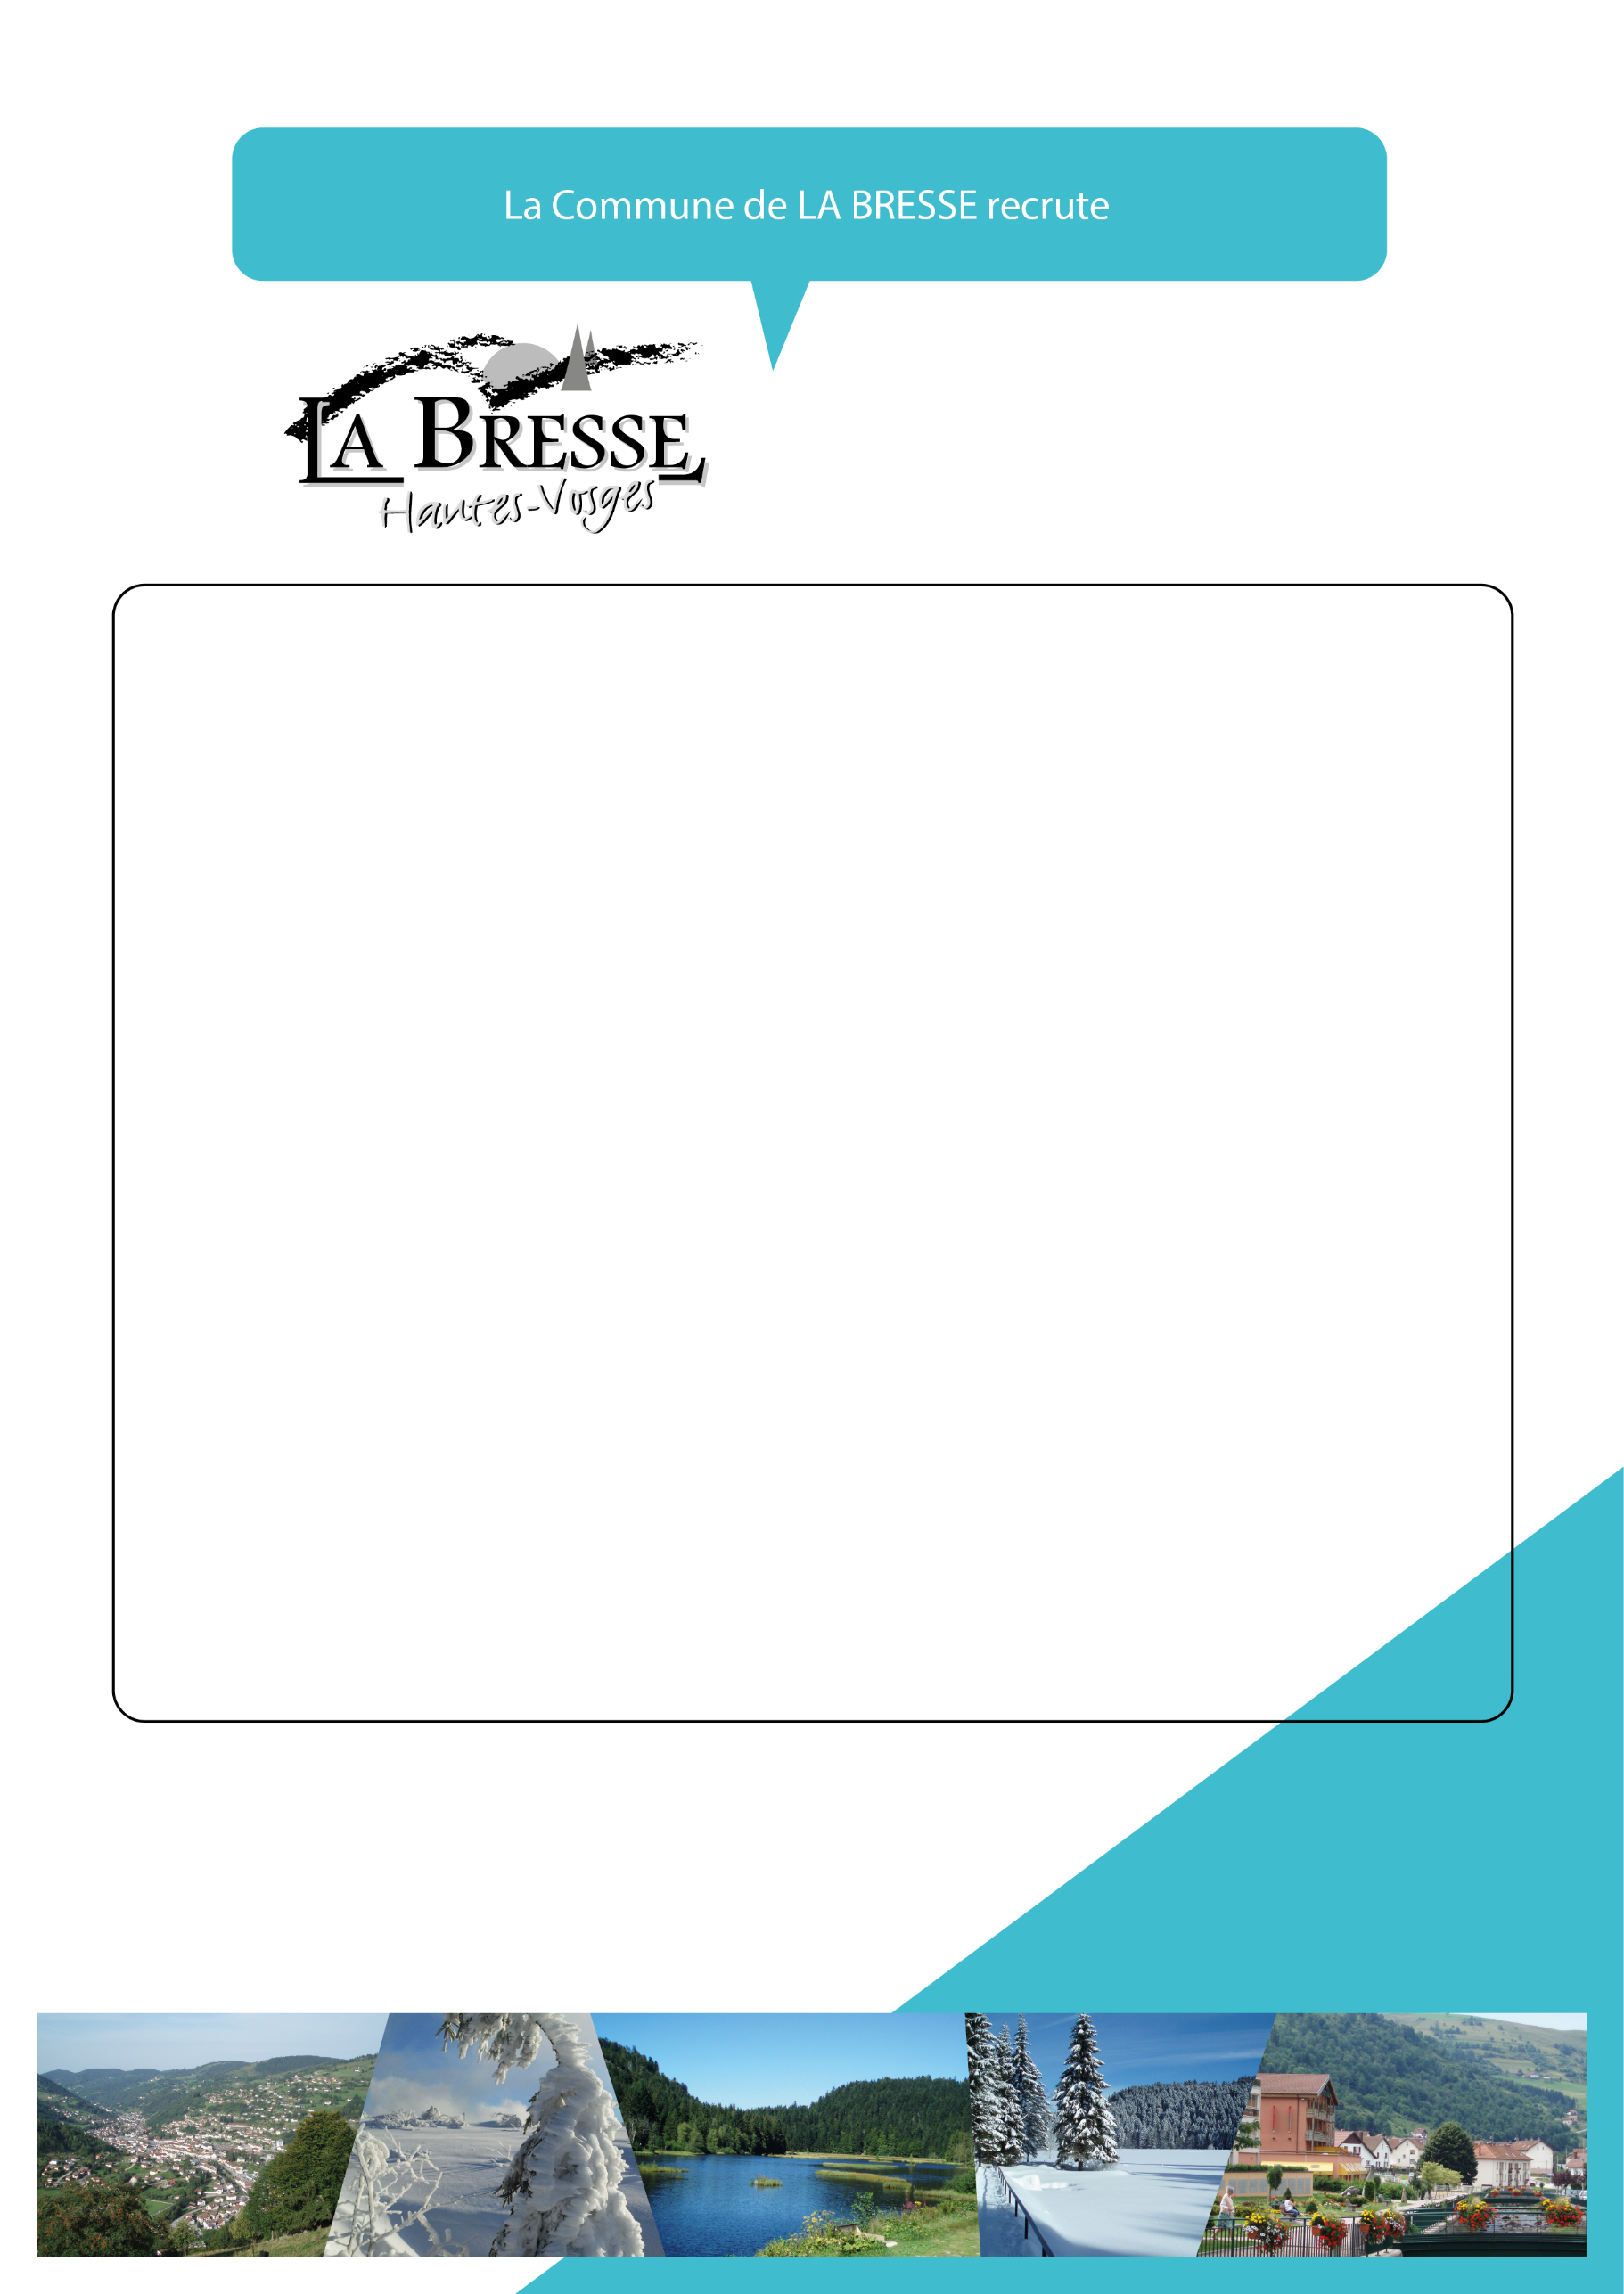 La Commune de LA BRESSE recrute
LA BRESSE
Hautes-Vosges